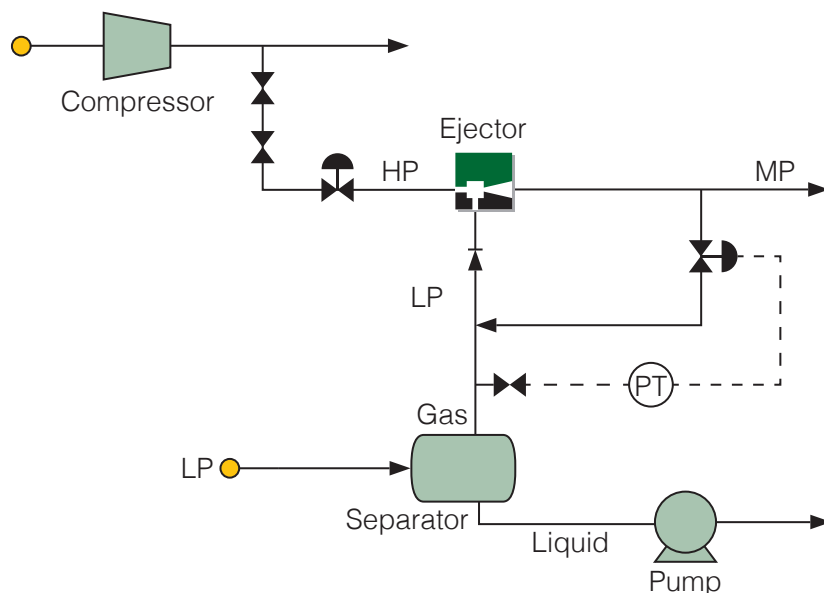 Compressor
Ejector
HP
MP
LP
PT
Gas
LP
Separator
Liquid
Pump